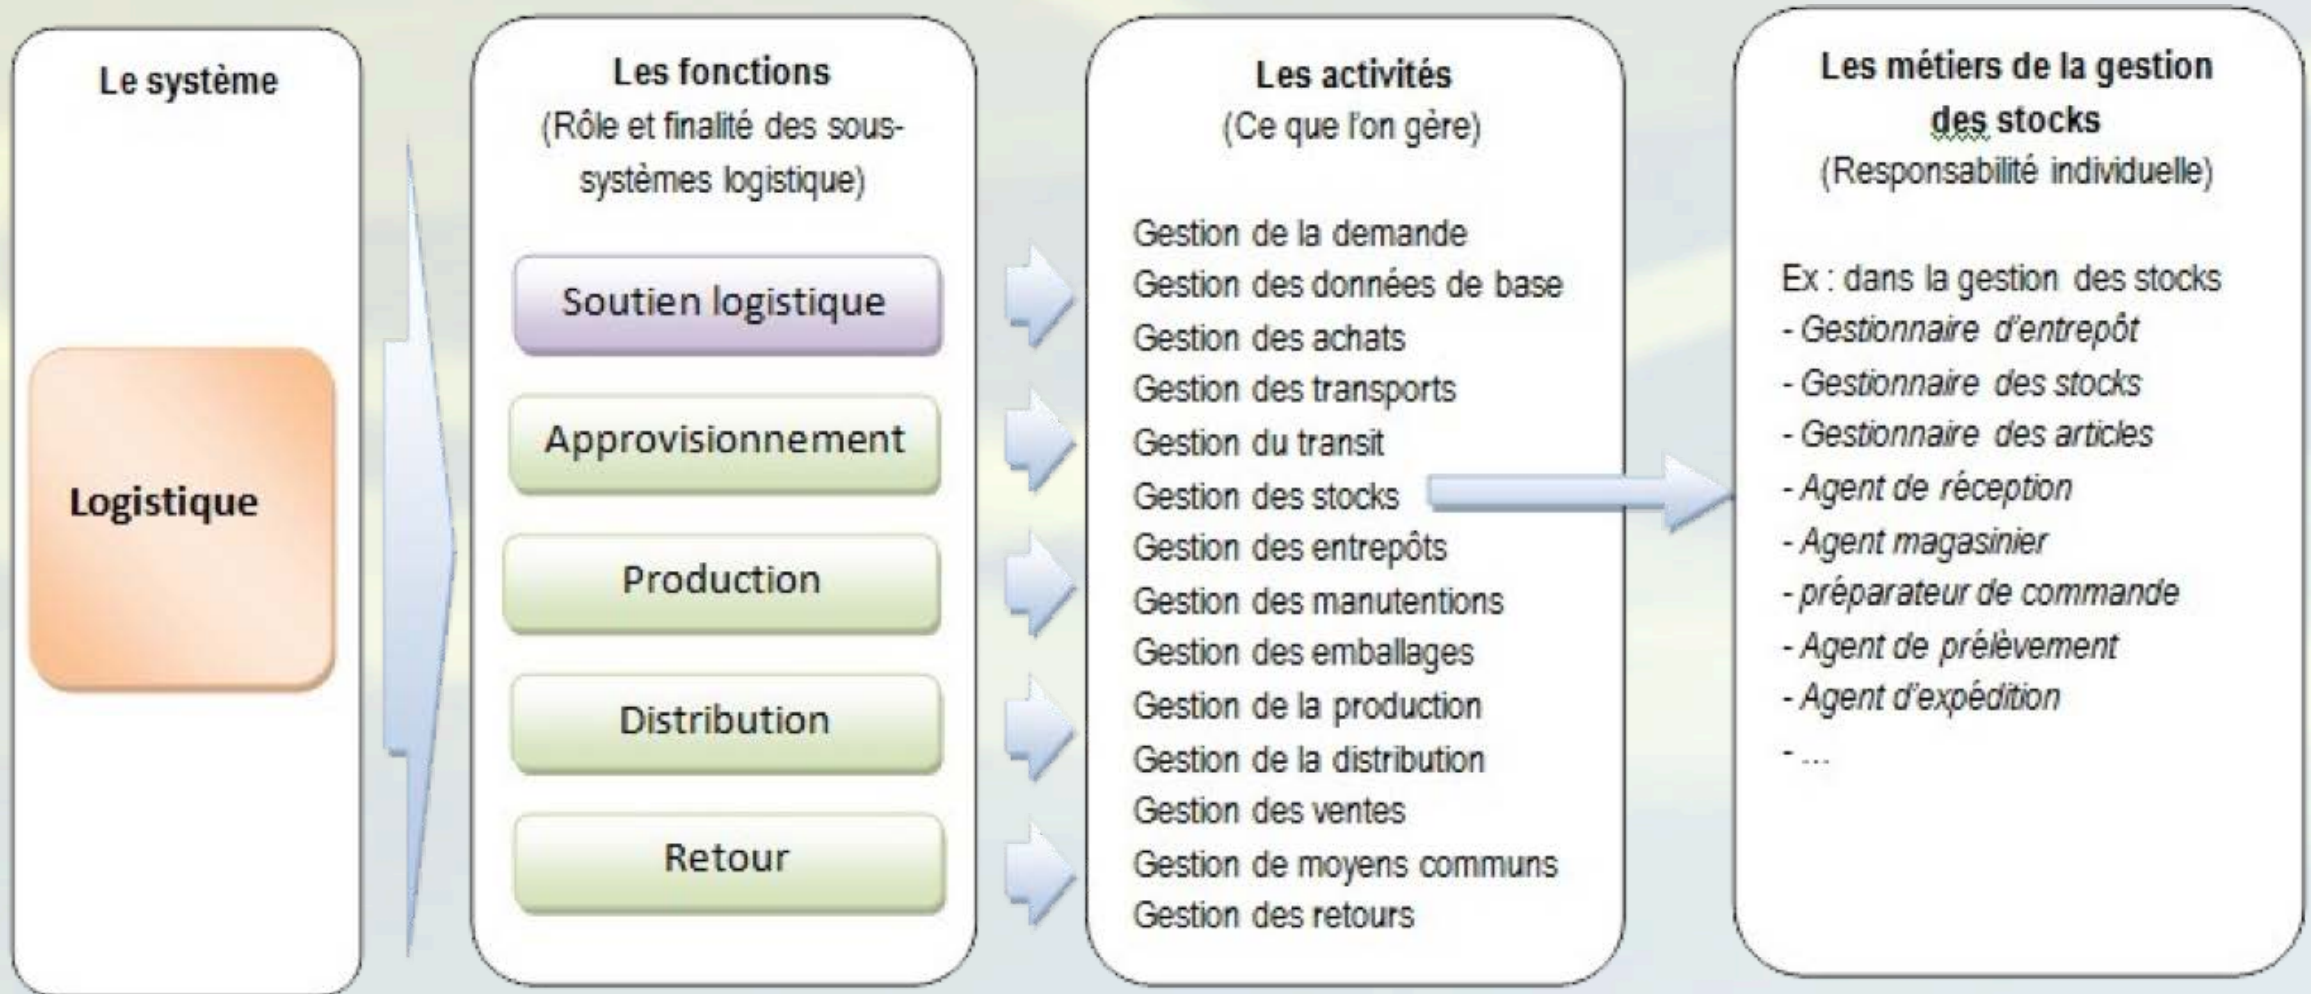 Le système
Logistique
Les fonctions
(Rôle et finalité des sous-
systèmes logistique)
Soutien logistique
Approvisionnement
Production
Distribution
Retour
Les activités
(Ce que l'on gère)
Gestion de la demande
Gestion des données de base
Gestion des achats
Gestion des transports
Gestion du transit
Gestion des stocks
Gestion des entrepôts
Gestion des manutentions
Gestion des emballages
Gestion de la production
Gestion de la distribution
Gestion des ventes
Gestion de moyens communs
Gestion des retours
Les métiers de la gestion
des stocks
(Responsabilité individuelle)
Ex : dans la gestion des stocks
- Gestionnaire d'entrepôt
- Gestionnaire des stocks
- Gestionnaire des articles
- Agent de réception
- Agent magasinier
- préparateur de commande
- Agent de prélèvement
- Agent d'expédition
- ...